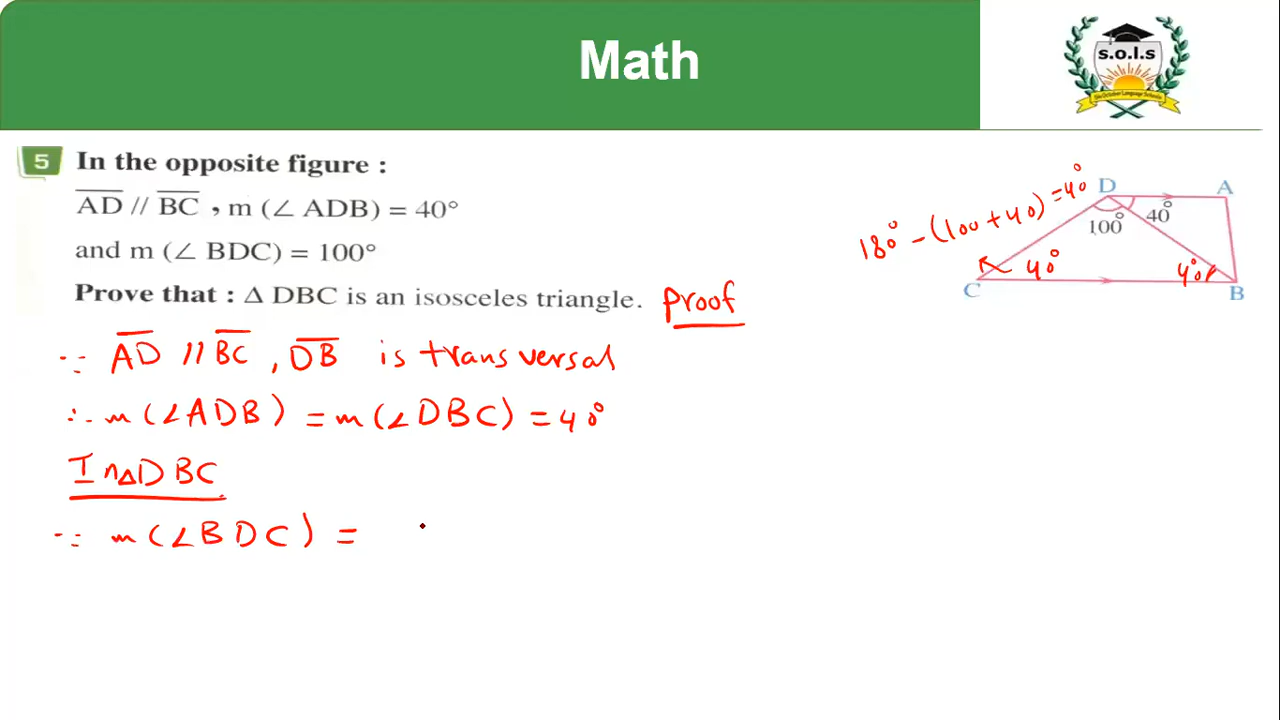 Math
s.o.l.s
5 In the opposite figure :
AD // BC , m (∠ ADB) = 40°
and m (∠ BDC) = 100°
Prove that : Δ DBC is an isosceles triangle. Proof
∵ AD // BC , DB is transversal
∴ m (∠ADB) = m (∠DBC) = 40°
In Δ DBC
∵ m (∠BDC) =
180° - (100 + 40) = 40°
D A
100° 40°
40° 40°
C B